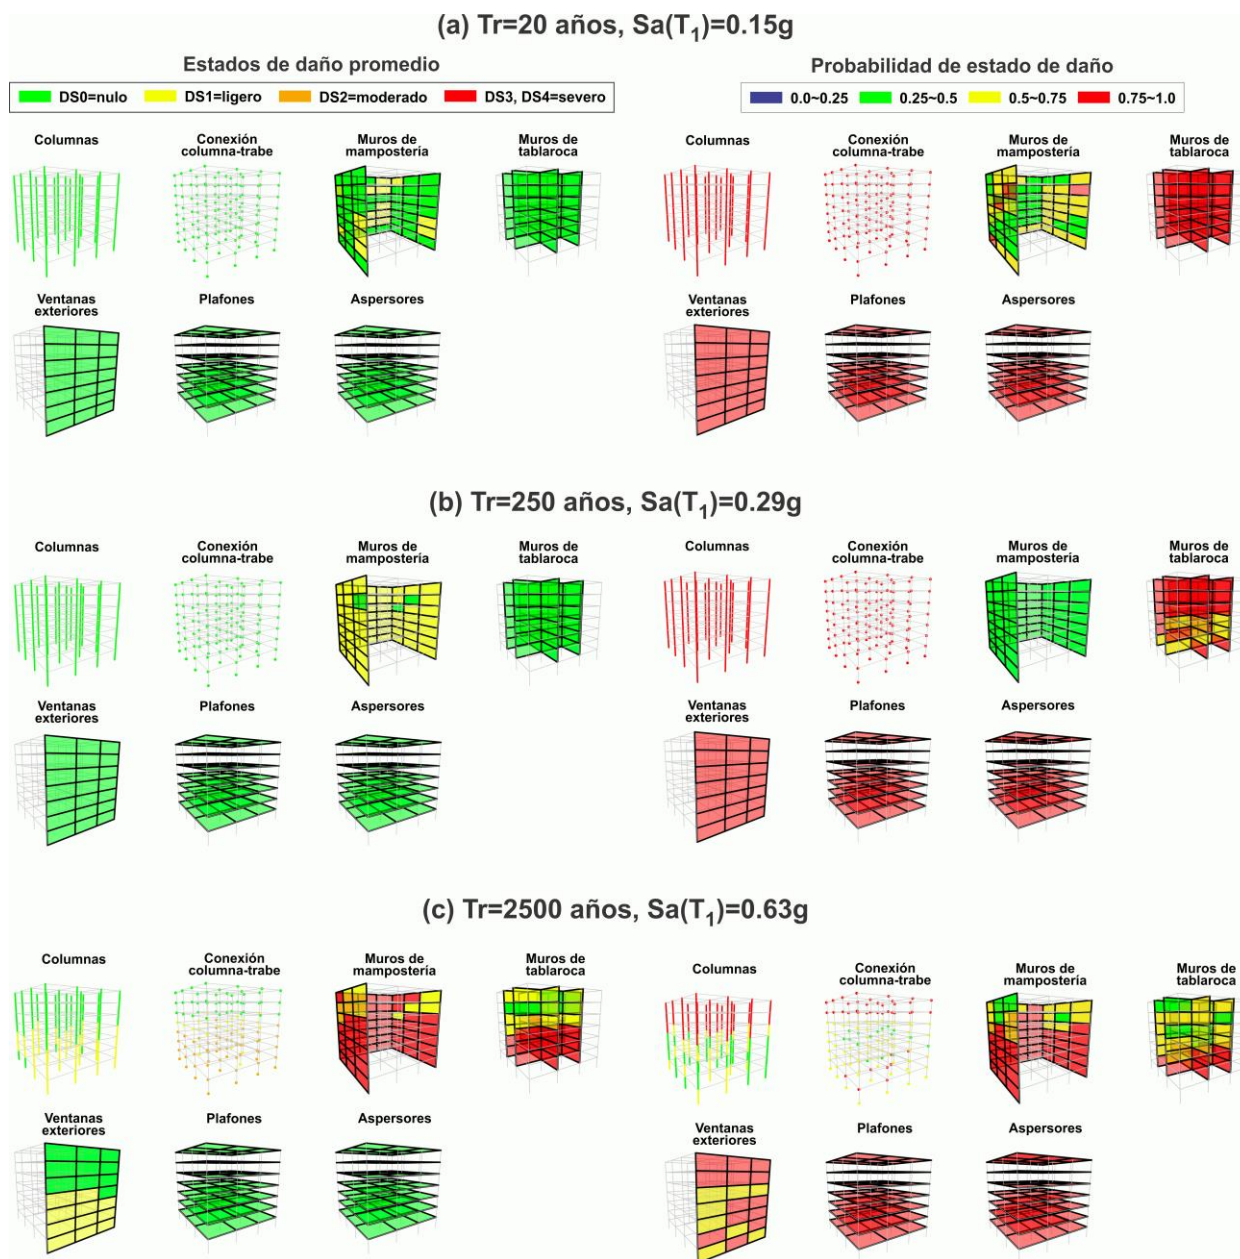 (a) Tr=20 años, Sa(T1)=0.15g
Estados de daño promedio
DS0=nulo DS1=ligero DS2=moderado DS3, DS4=severo
Probabilidad de estado de daño
0.0~0.25 0.25~0.5 0.5~0.75 0.75~1.0
Columnas
Conexión
columna-trabe
Muros de
mampostería
Muros de
tablaroca
Columnas
Conexión
columna-trabe
Muros de
mampostería
Muros de
tablaroca
Ventanas
exteriores
Plafones
Aspersores
Ventanas
exteriores
Plafones
Aspersores
(b) Tr=250 años, Sa(T1)=0.29g
Columnas
Conexión
columna-trabe
Muros de
mampostería
Muros de
tablaroca
Columnas
Conexión
columna-trabe
Muros de
mampostería
Muros de
tablaroca
Ventanas
exteriores
Plafones
Aspersores
Ventanas
exteriores
Plafones
Aspersores
(c) Tr=2500 años, Sa(T1)=0.63g
Columnas
Conexión
columna-trabe
Muros de
mampostería
Muros de
tablaroca
Columnas
Conexión
columna-trabe
Muros de
mampostería
Muros de
tablaroca
Ventanas
exteriores
Plafones
Aspersores
Ventanas
exteriores
Plafones
Aspersores